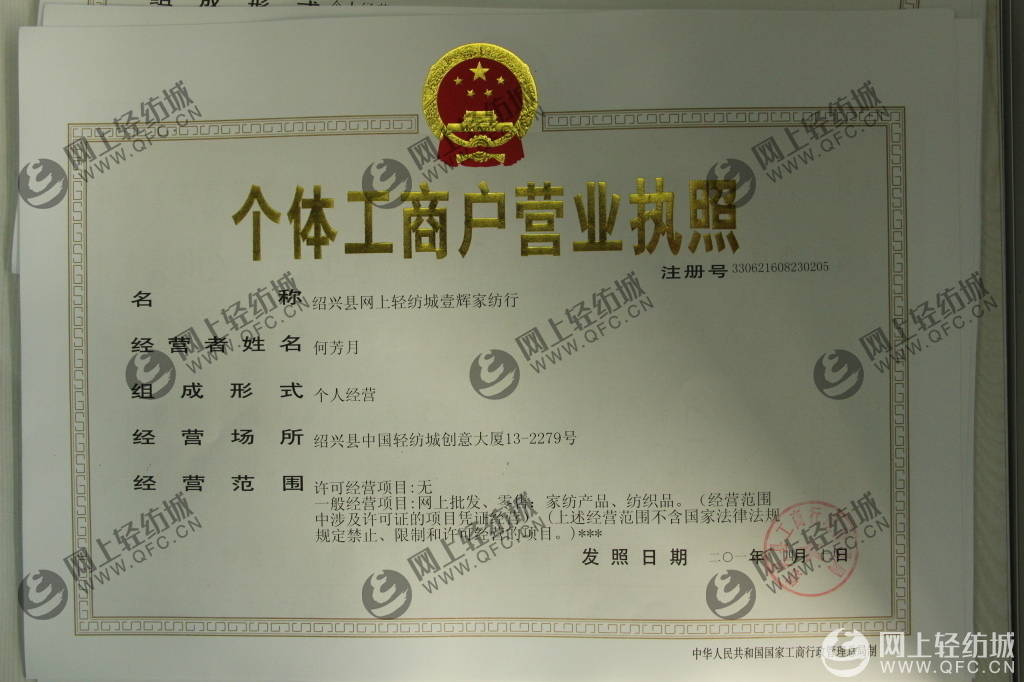 个体工商户营业执照
注册号 330621608230205
名称 绍兴县网上轻纺城壹辉家纺行
经营者姓名 何芳月
组成形式 个人经营
经营场所 绍兴县中国轻纺城创意大厦13-2279号
经营范围 许可经营项目:无
一般经营项目:网上批发、零售：家纺产品、纺织品。（经营范围
中涉及许可证的项目凭证经营）（上述经营范围不含国家法律法规
规定禁止、限制和许可经营的项目。)***
发照日期 二〇一 年 四月 日
中华人民共和国国家工商行政管理总局制
网上轻纺城
WWW.QFC.CN